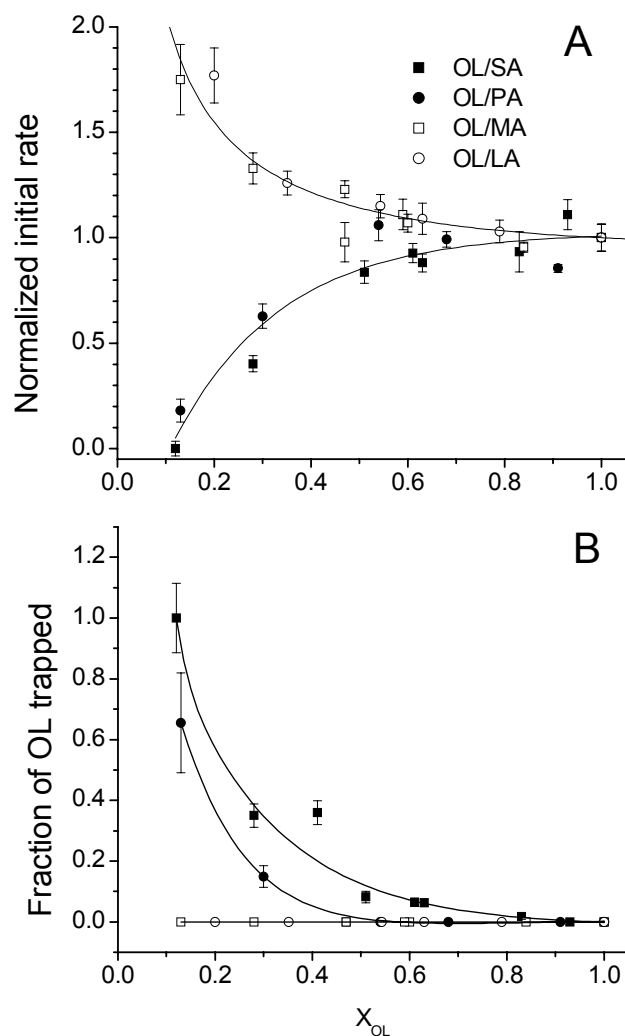 A
OL/SA
OL/PA
OL/MA
OL/LA
Normalized initial rate
2.0
1.5
1.0
0.5
0.0
0.0 0.2 0.4 0.6 0.8 1.0
B
Fraction of OL trapped
1.2
1.0
0.8
0.6
0.4
0.2
0.0
0.0 0.2 0.4 0.6 0.8 1.0
X_OL